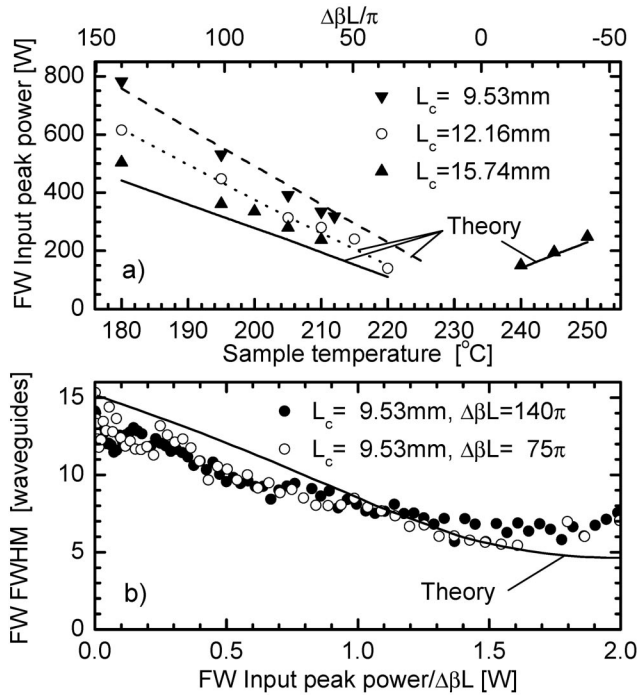 ΔβL/π
150 100 50 0 -50
800
600
400
200
0
FW Input peak power [W]
L_c= 9.53mm
L_c= 12.16mm
L_c= 15.74mm
Theory
a)
180 190 200 210 220 230 240 250
Sample temperature [°C]
15
10
5
0
FW FWHM [waveguides]
L_c= 9.53mm, ΔβL=140π
L_c= 9.53mm, ΔβL= 75π
Theory
b)
0.0 0.5 1.0 1.5 2.0
FW Input peak power/ΔβL [W]